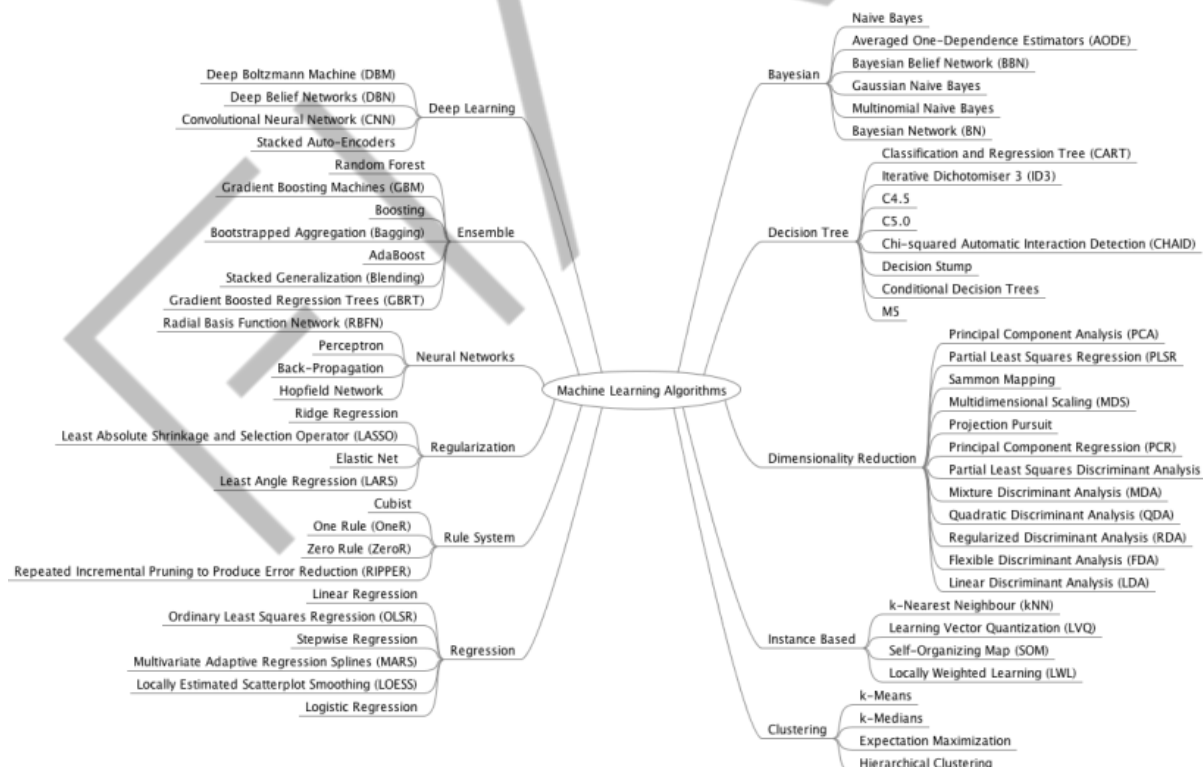 Machine Learning Algorithms
Deep Learning
Deep Boltzmann Machine (DBM)
Deep Belief Networks (DBN)
Convolutional Neural Network (CNN)
Stacked Auto-Encoders
Ensemble
Random Forest
Gradient Boosting Machines (GBM)
Boosting
Bootstrapped Aggregation (Bagging)
AdaBoost
Stacked Generalization (Blending)
Gradient Boosted Regression Trees (GBRT)
Neural Networks
Radial Basis Function Network (RBFN)
Perceptron
Back-Propagation
Hopfield Network
Regularization
Ridge Regression
Least Absolute Shrinkage and Selection Operator (LASSO)
Elastic Net
Least Angle Regression (LARS)
Rule System
Cubist
One Rule (OneR)
Zero Rule (ZeroR)
Repeated Incremental Pruning to Produce Error Reduction (RIPPER)
Regression
Linear Regression
Ordinary Least Squares Regression (OLSR)
Stepwise Regression
Multivariate Adaptive Regression Splines (MARS)
Locally Estimated Scatterplot Smoothing (LOESS)
Logistic Regression
Bayesian
Naive Bayes
Averaged One-Dependence Estimators (AODE)
Bayesian Belief Network (BBN)
Gaussian Naive Bayes
Multinomial Naive Bayes
Bayesian Network (BN)
Decision Tree
Classification and Regression Tree (CART)
Iterative Dichotomiser 3 (ID3)
C4.5
C5.0
Chi-squared Automatic Interaction Detection (CHAID)
Decision Stump
Conditional Decision Trees
M5
Dimensionality Reduction
Principal Component Analysis (PCA)
Partial Least Squares Regression (PLSR
Sammon Mapping
Multidimensional Scaling (MDS)
Projection Pursuit
Principal Component Regression (PCR)
Partial Least Squares Discriminant Analysis
Mixture Discriminant Analysis (MDA)
Quadratic Discriminant Analysis (QDA)
Regularized Discriminant Analysis (RDA)
Flexible Discriminant Analysis (FDA)
Linear Discriminant Analysis (LDA)
Instance Based
k-Nearest Neighbour (kNN)
Learning Vector Quantization (LVQ)
Self-Organizing Map (SOM)
Locally Weighted Learning (LWL)
Clustering
k-Means
k-Medians
Expectation Maximization
Hierarchical Clustering